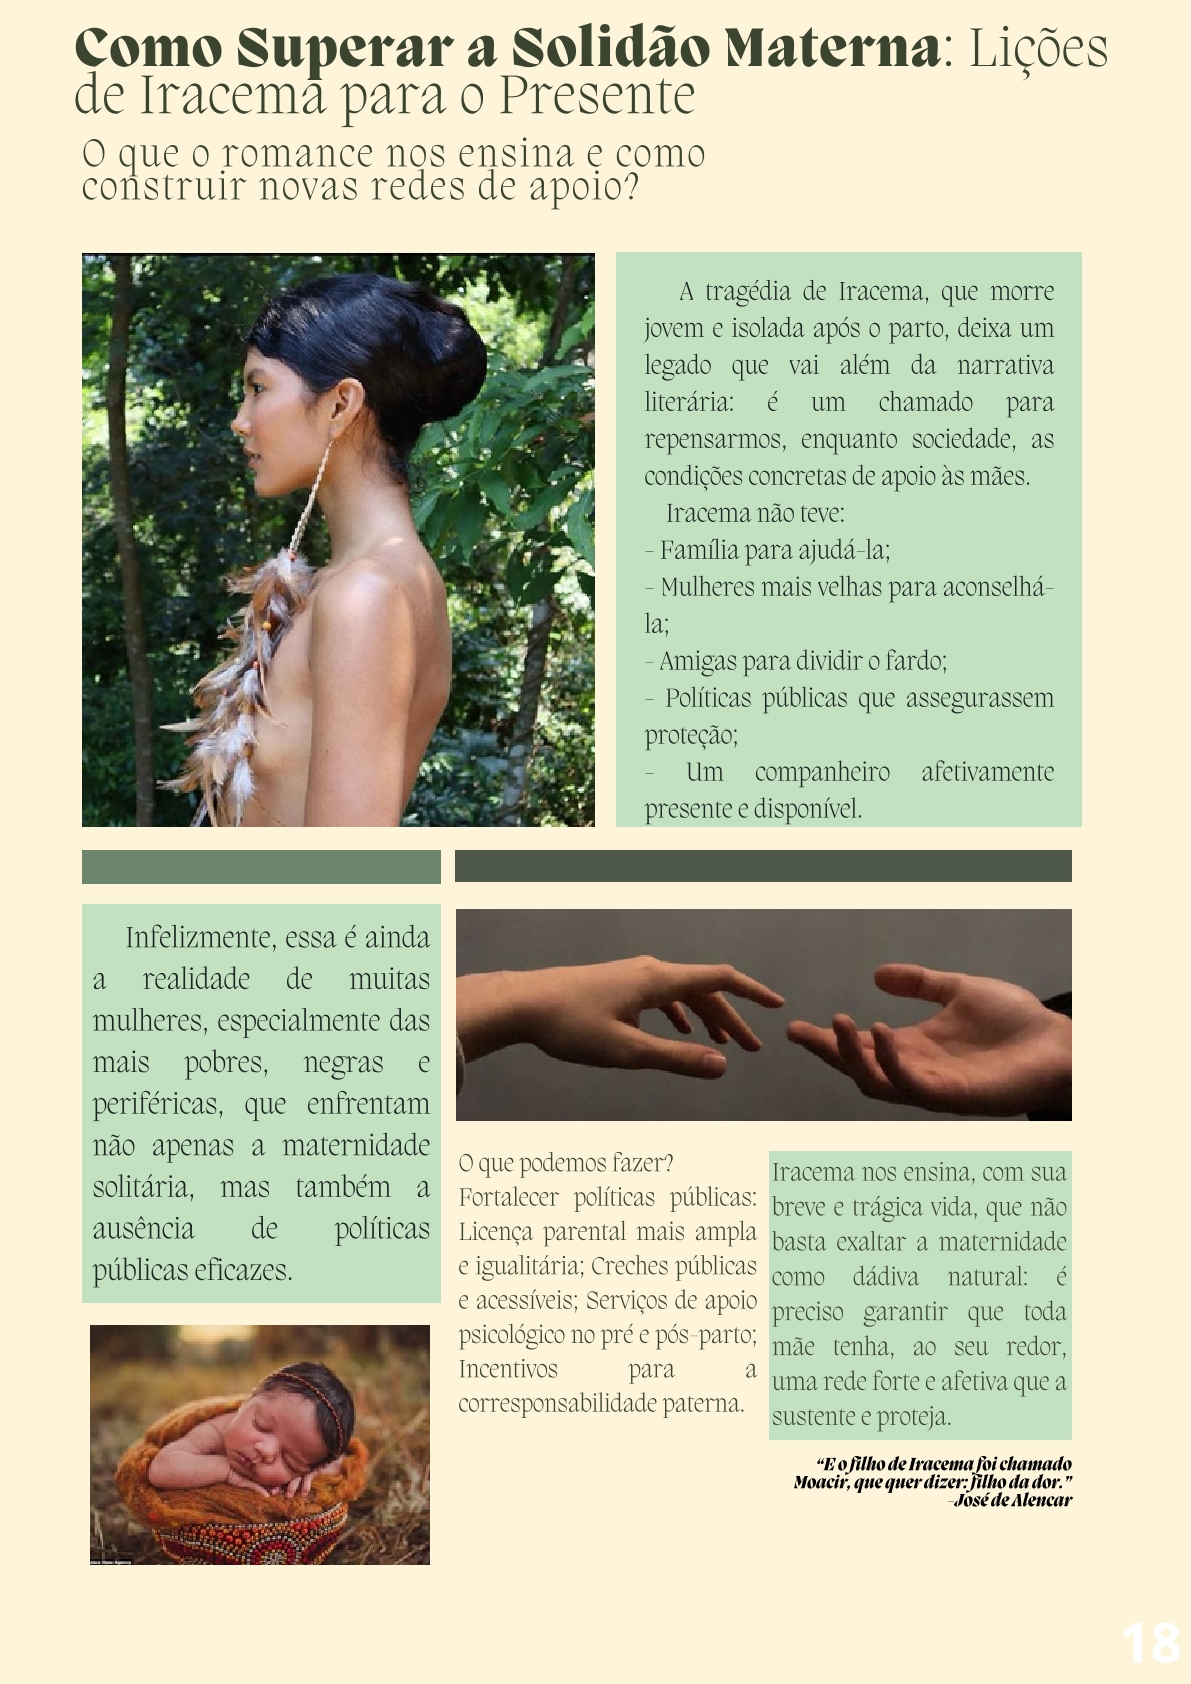 Como Superar a Solidão Materna: Lições
de Iracema para o Presente
O que o romance nos ensina e como
construir novas redes de apoio?
A tragédia de Iracema, que morre
jovem e isolada após o parto, deixa um
legado que vai além da narrativa
literária: é um chamado para
repensarmos, enquanto sociedade, as
condições concretas de apoio às mães.
Iracema não teve:
- Família para ajudá-la;
- Mulheres mais velhas para aconselhá-
la;
- Amigas para dividir o fardo;
- Políticas públicas que assegurassem
proteção;
- Um companheiro afetivamente
presente e disponível.
Infelizmente, essa é ainda
a realidade de muitas
mulheres, especialmente das
mais pobres, negras e
periféricas, que enfrentam
não apenas a maternidade
solitária, mas também a
ausência de políticas
públicas eficazes.
O que podemos fazer?
Fortalecer políticas públicas:
Licença parental mais ampla
e igualitária; Creches públicas
e acessíveis; Serviços de apoio
psicológico no pré e pós-parto;
Incentivos para a
corresponsabilidade paterna.
Iracema nos ensina, com sua
breve e trágica vida, que não
basta exaltar a maternidade
como dádiva natural: é
preciso garantir que toda
mãe tenha, ao seu redor,
uma rede forte e afetiva que a
sustente e proteja.
“E o filho de Iracema foi chamado
Moacir, que quer dizer: filho da dor.”
-José de Alencar
18